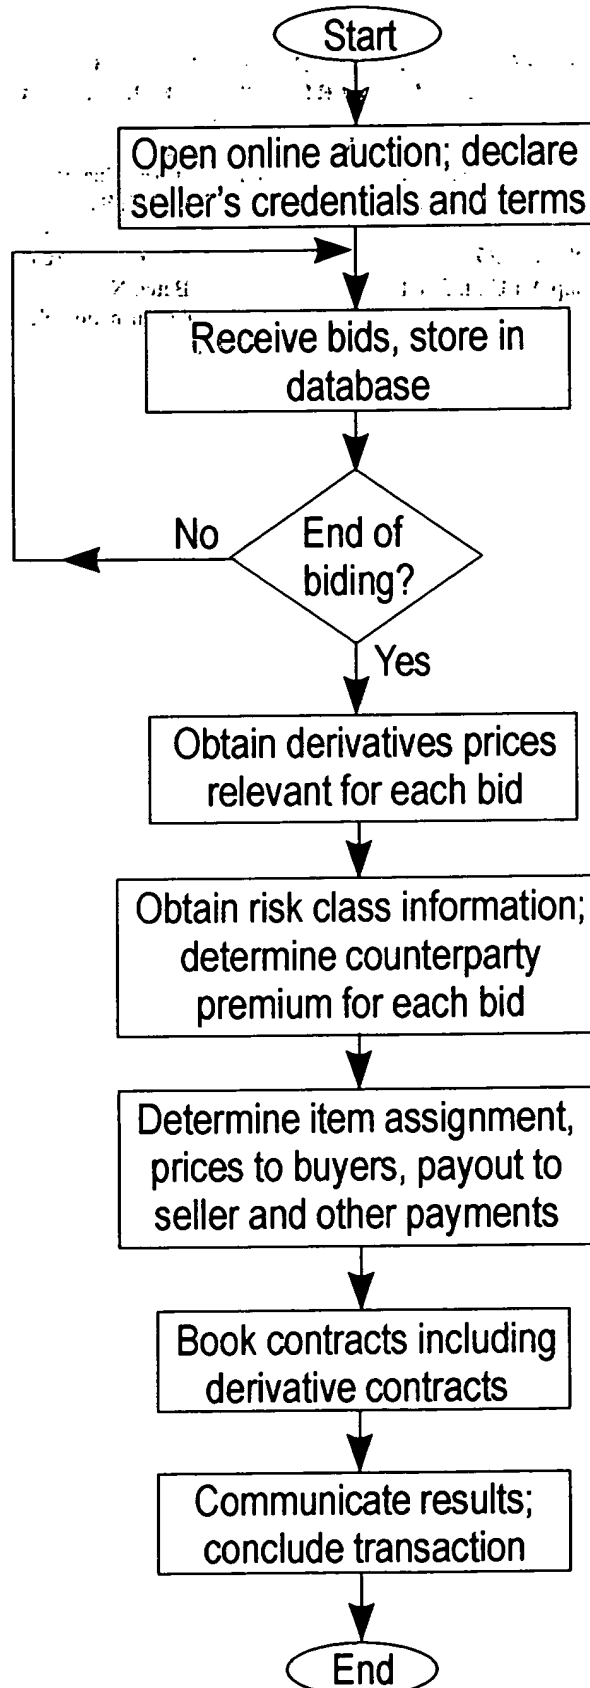 Start
Open online auction; declare
seller's credentials and terms
Receive bids, store in
database
No
End of
biding?
Yes
Obtain derivatives prices
relevant for each bid
Obtain risk class information;
determine counterparty
premium for each bid
Determine item assignment,
prices to buyers, payout to
seller and other payments
Book contracts including
derivative contracts
Communicate results;
conclude transaction
End